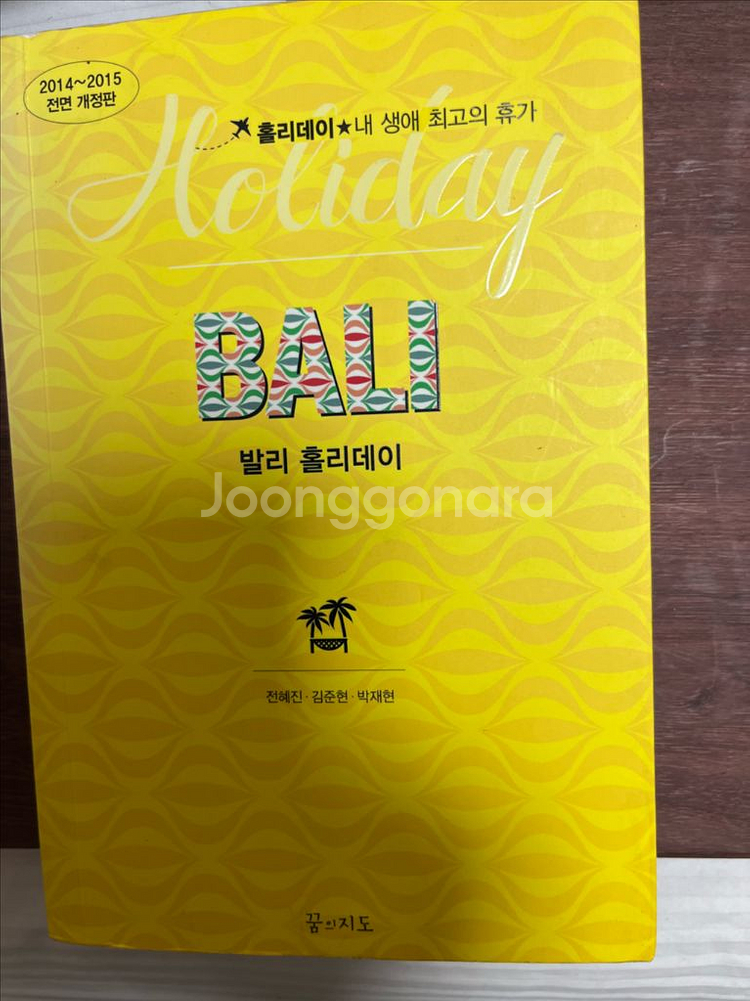 2014~2015
전면 개정판
홀리데이★내 생애 최고의 휴가
Holiday
BALI
발리 홀리데이
Joonggonara
전혜진·김준현·박재현
꿈의지도